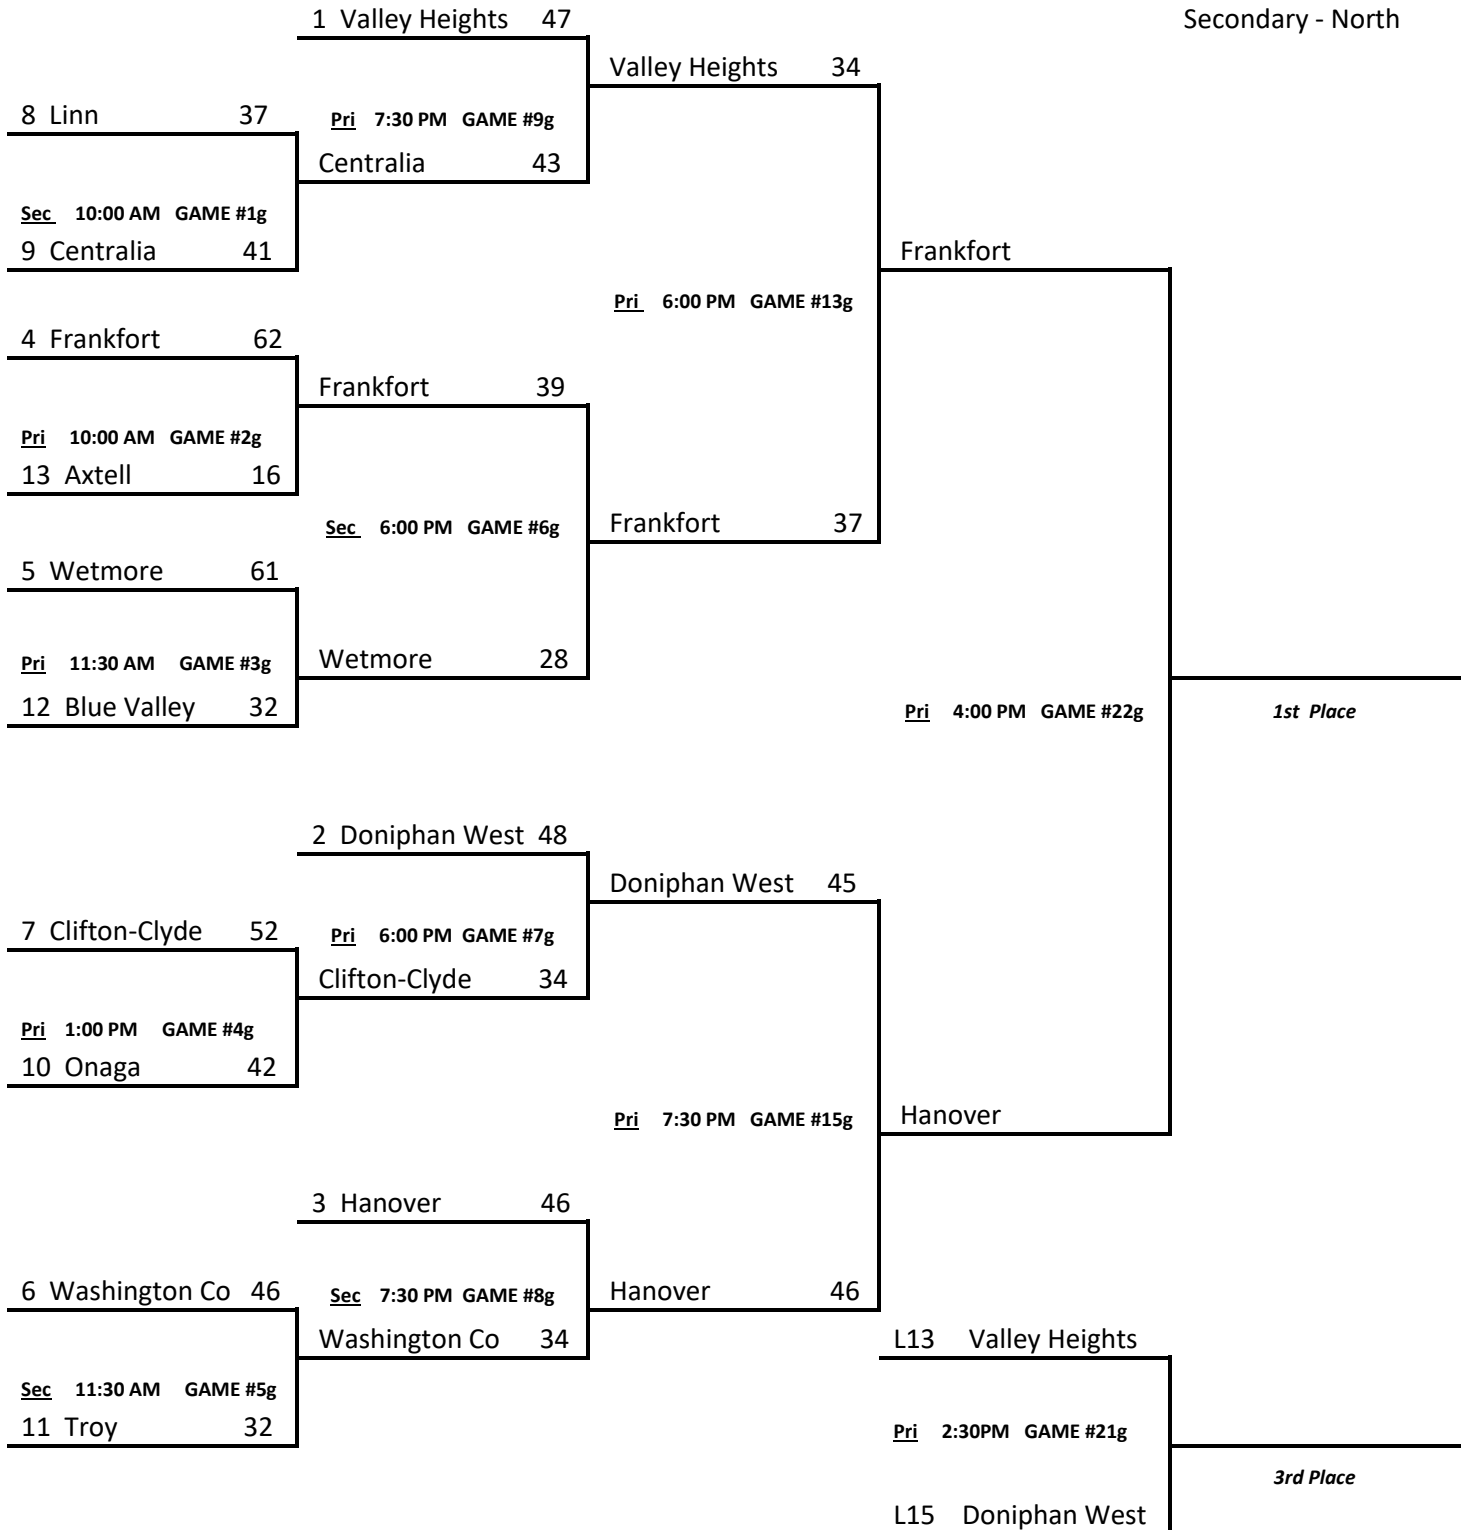 1 Valley Heights 47
Secondary - North
Valley Heights 34
8 Linn 37
Pri 7:30 PM GAME #9g
Centralia 43
Sec 10:00 AM GAME #1g
9 Centralia 41
Frankfort
Pri 6:00 PM GAME #13g
4 Frankfort 62
Frankfort 39
Pri 10:00 AM GAME #2g
13 Axtell 16
Sec 6:00 PM GAME #6g
Frankfort 37
5 Wetmore 61
Pri 11:30 AM GAME #3g
Wetmore 28
12 Blue Valley 32
Pri 4:00 PM GAME #22g
1st Place
2 Doniphan West 48
Doniphan West 45
7 Clifton-Clyde 52
Pri 6:00 PM GAME #7g
Clifton-Clyde 34
Pri 1:00 PM GAME #4g
10 Onaga 42
Pri 7:30 PM GAME #15g
Hanover
3 Hanover 46
6 Washington Co 46
Sec 7:30 PM GAME #8g
Hanover 46
Washington Co 34
L13 Valley Heights
Sec 11:30 AM GAME #5g
11 Troy 32
Pri 2:30PM GAME #21g
3rd Place
L15 Doniphan West